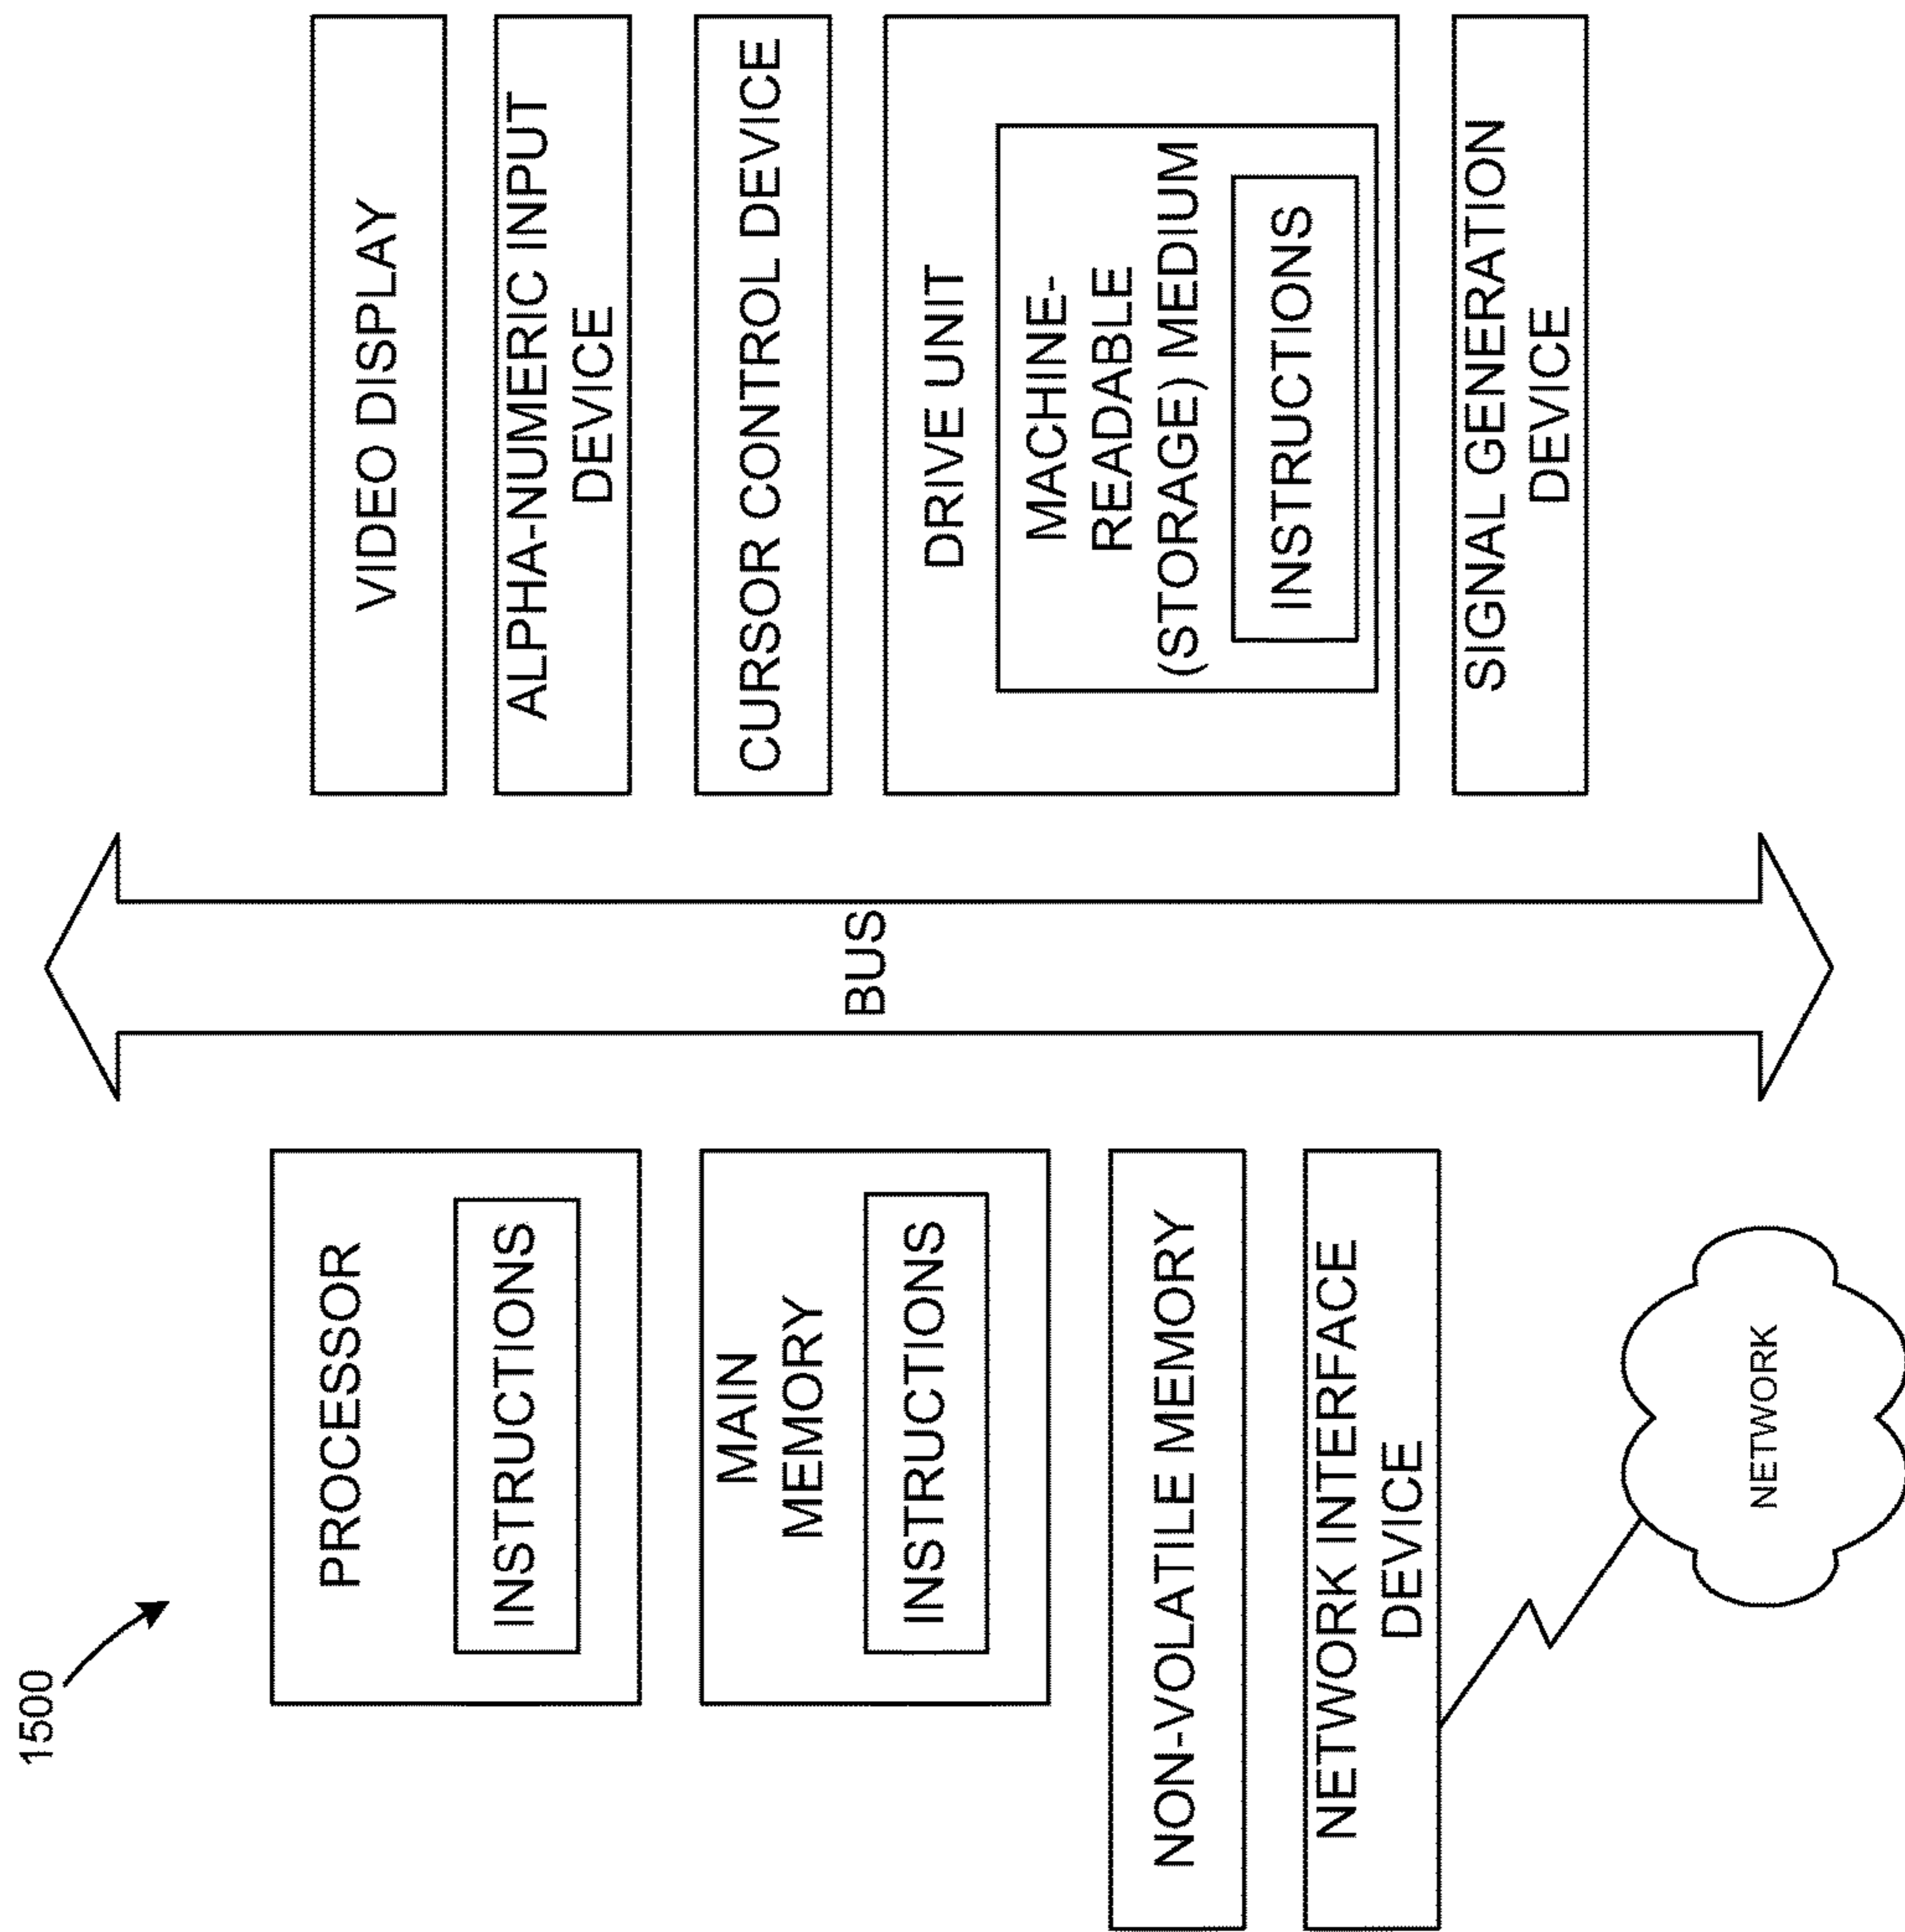 1500
PROCESSOR
INSTRUCTIONS
MAIN
MEMORY
INSTRUCTIONS
NON-VOLATILE MEMORY
NETWORK INTERFACE
DEVICE
NETWORK
BUS
VIDEO DISPLAY
ALPHA-NUMERIC INPUT
DEVICE
CURSOR CONTROL DEVICE
DRIVE UNIT
MACHINE-
READABLE
(STORAGE) MEDIUM
INSTRUCTIONS
SIGNAL GENERATION
DEVICE